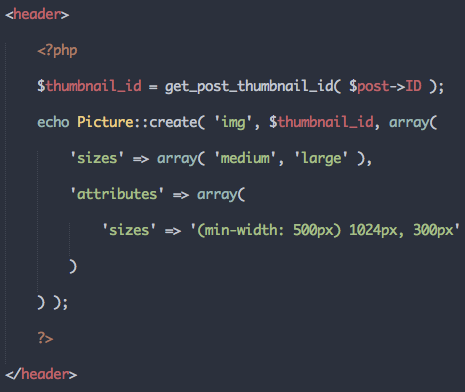 <header>
<?php
$thumbnail_id = get_post_thumbnail_id( $post->ID );
echo Picture::create( 'img', $thumbnail_id, array(
'sizes' => array( 'medium', 'large' ),
'attributes' => array(
'sizes' => '(min-width: 500px) 1024px, 300px'
)
) );
?>
</header>